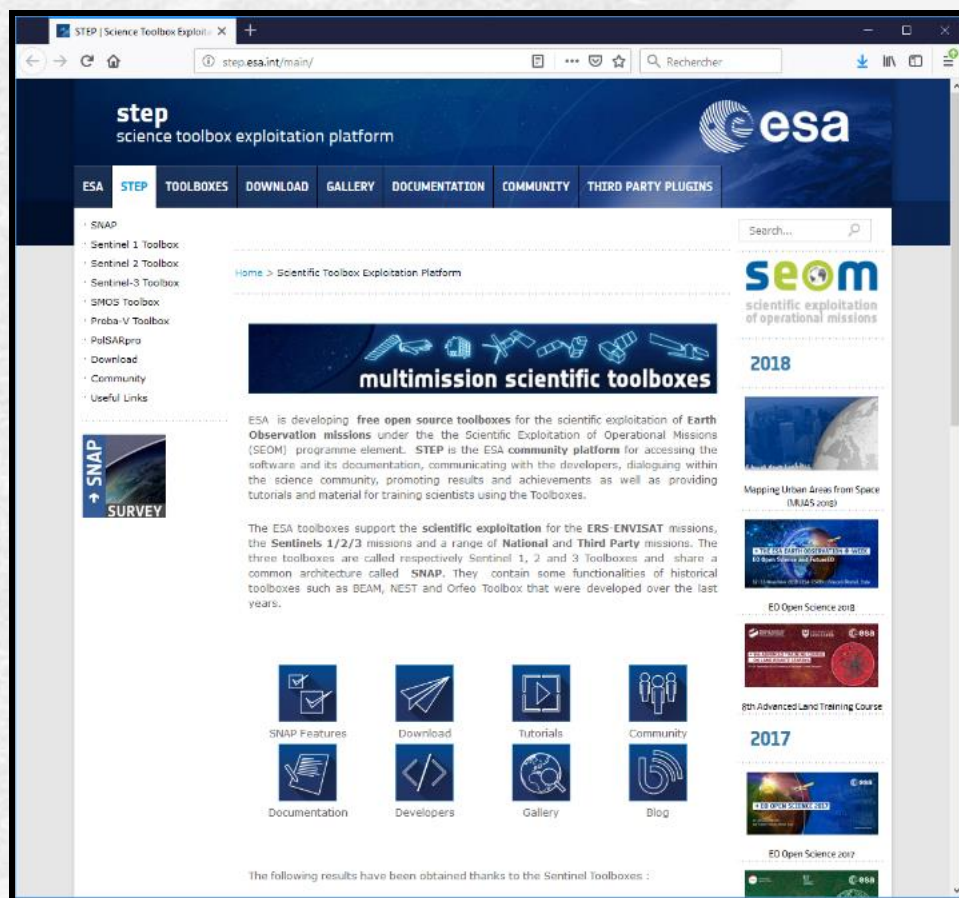 STEP | Science Toolbox Exploit
step.esa.int/main/
Rechercher
step
science toolbox exploitation platform
esa
ESA STEP TOOLBOXES DOWNLOAD GALLERY DOCUMENTATION COMMUNITY THIRD PARTY PLUGINS
SNAP
Sentinel 1 Toolbox
Sentinel 2 Toolbox
Sentinel-3 Toolbox
SMOS Toolbox
Proba-V Toolbox
PolSARpro
Download
Community
Useful Links
SNAP
SURVEY
Home > Scientific Toolbox Exploitation Platform
multimission scientific toolboxes
ESA is developing free open source toolboxes for the scientific exploitation of Earth
Observation missions under the the Scientific Exploitation of Operational Missions
(SEOM) programme element. STEP is the ESA community platform for accessing the
software and its documentation, communicating with the developers, dialoguing within
the science community, promoting results and achievements as well as providing
tutorials and material for training scientists using the Toolboxes.
The ESA toolboxes support the scientific exploitation for the ERS-ENVISAT missions,
the Sentinels 1/2/3 missions and a range of National and Third Party missions. The
three toolboxes are called respectively Sentinel 1, 2 and 3 Toolboxes and share a
common architecture called SNAP. They contain some functionalities of historical
toolboxes such as BEAM, NEST and Orfeo Toolbox that were developed over the last
years.
SNAP Features
Download
Tutorials
Community
Documentation
Developers
Gallery
Blog
The following results have been obtained thanks to the Sentinel Toolboxes :
Search...
seom
scientific exploitation
of operational missions
2018
Mapping Urban Areas from Space
(MUAS 2018)
EO Open Science 2018
esa
8th Advanced Land Training Course
2017
esa
EO OPEN SCIENCE 2017
EO Open Science 2017
esa